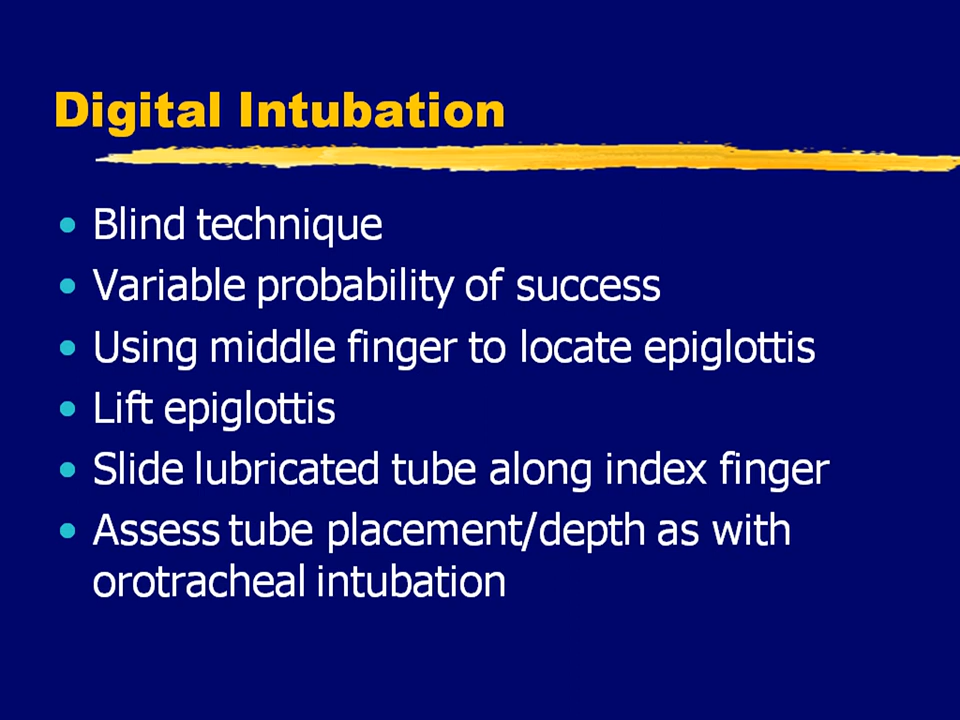 Digital Intubation
• Blind technique
• Variable probability of success
• Using middle finger to locate epiglottis
• Lift epiglottis
• Slide lubricated tube along index finger
• Assess tube placement/depth as with
orotracheal intubation